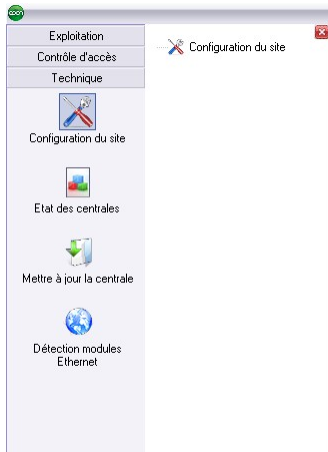 Exploitation
Contrôle d'accès
Technique
Configuration du site
Etat des centrales
Mettre à jour la centrale
Détection modules
Ethernet
Configuration du site